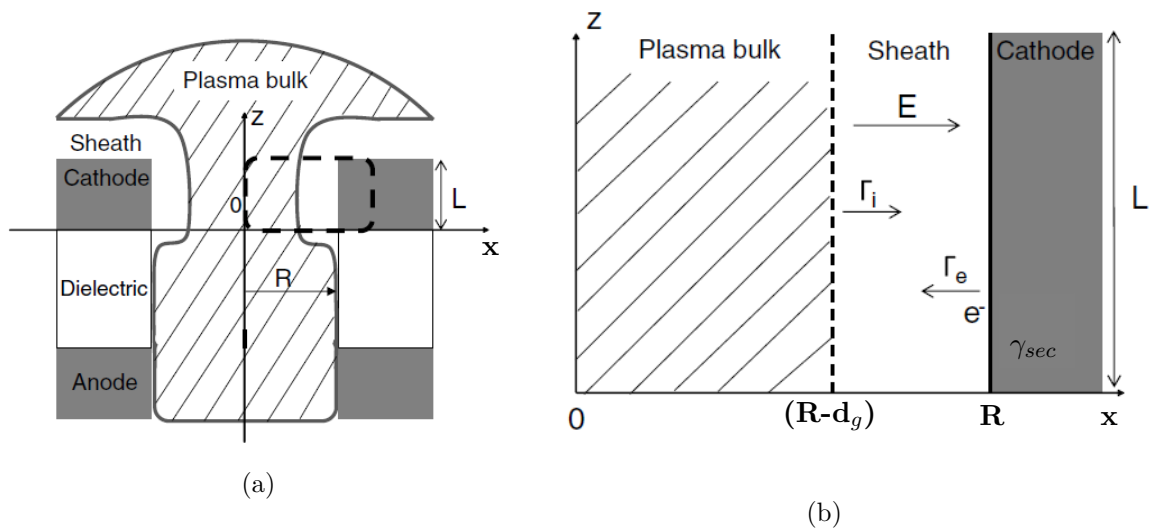 Plasma bulk
z
Sheath
Cathode
0
L
x
Dielectric
R
Anode
(a)
z
Plasma bulk
Sheath
Cathode
E
Γi
L
Γe
e-
γsec
0
(R-dg)
R
x
(b)